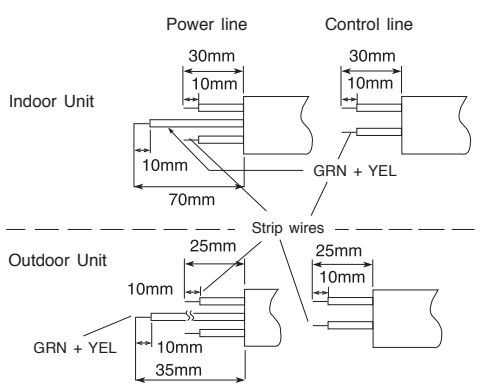 Power line
Control line
30mm
30mm
10mm
10mm
Indoor Unit
10mm
GRN + YEL
70mm
Strip wires
25mm
25mm
Outdoor Unit
10mm
10mm
GRN + YEL
10mm
35mm